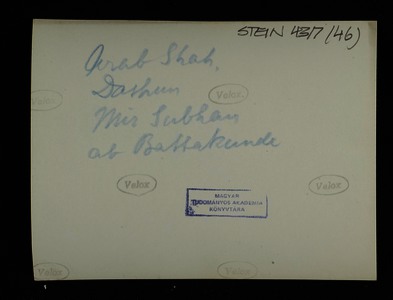 STEIN 43/7 (46)
Arab Shah,
Dashun
Velox
Velox
Mir Subhan
at Battakundi
Velox
Velox
MAGYAR
TUDOMÁNYOS AKADÉMIA
KÖNYVTÁRA
Velox
Velox